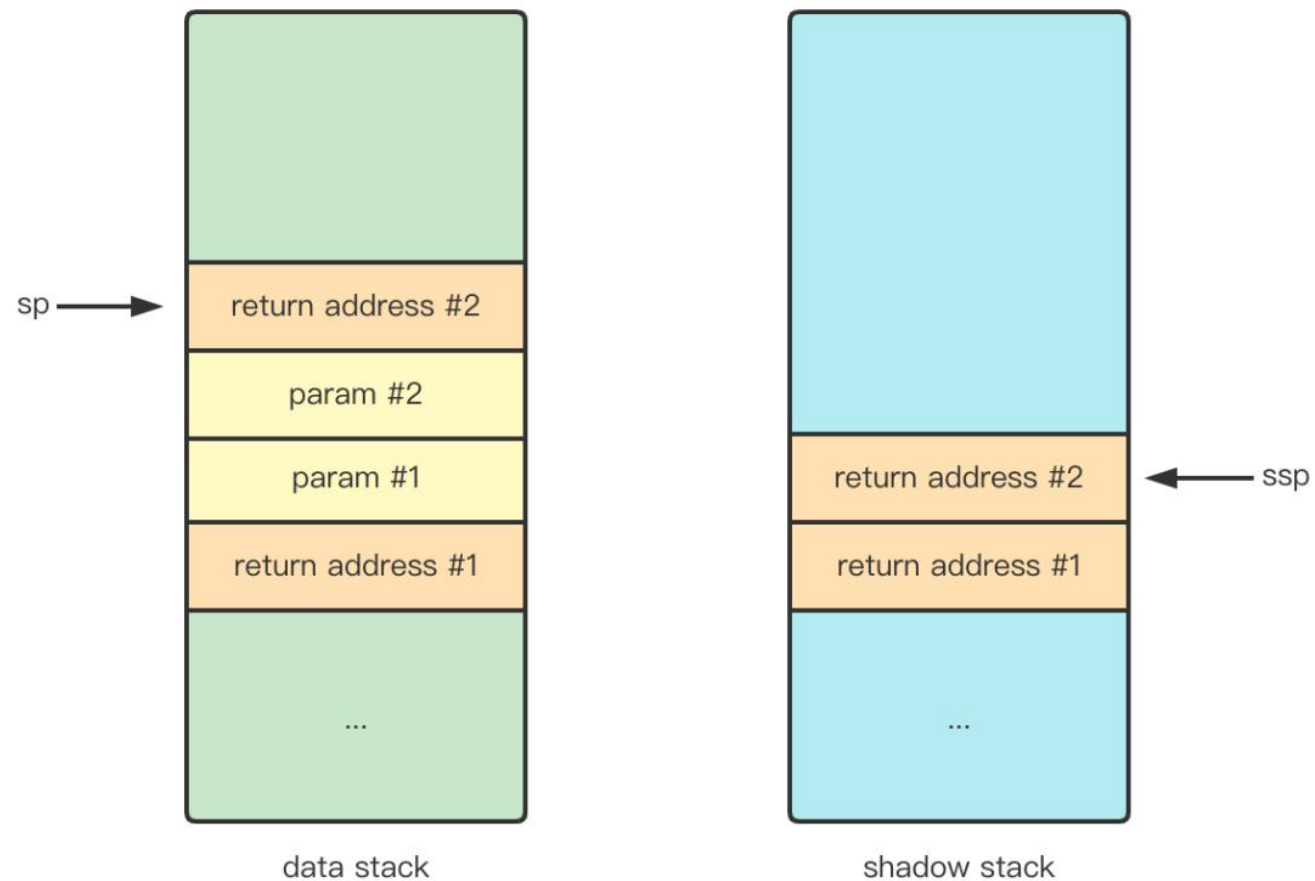 sp
return address #2
param #2
param #1
return address #1
...
data stack
return address #2
ssp
return address #1
...
shadow stack